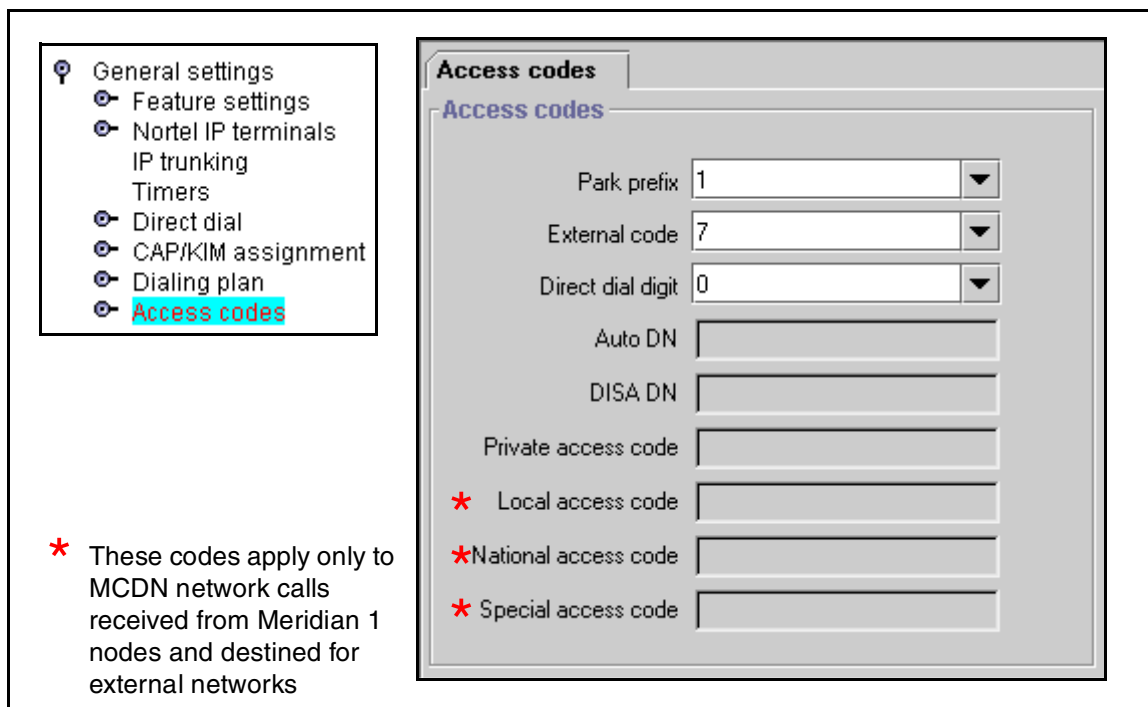 General settings
Feature settings
Nortel IP terminals
IP trunking
Timers
Direct dial
CAP/KIM assignment
Dialing plan
Access codes
* These codes apply only to
MCDN network calls
received from Meridian 1
nodes and destined for
external networks
Access codes
Access codes
Park prefix 1
External code 7
Direct dial digit 0
Auto DN
DISA DN
Private access code
* Local access code
* National access code
* Special access code